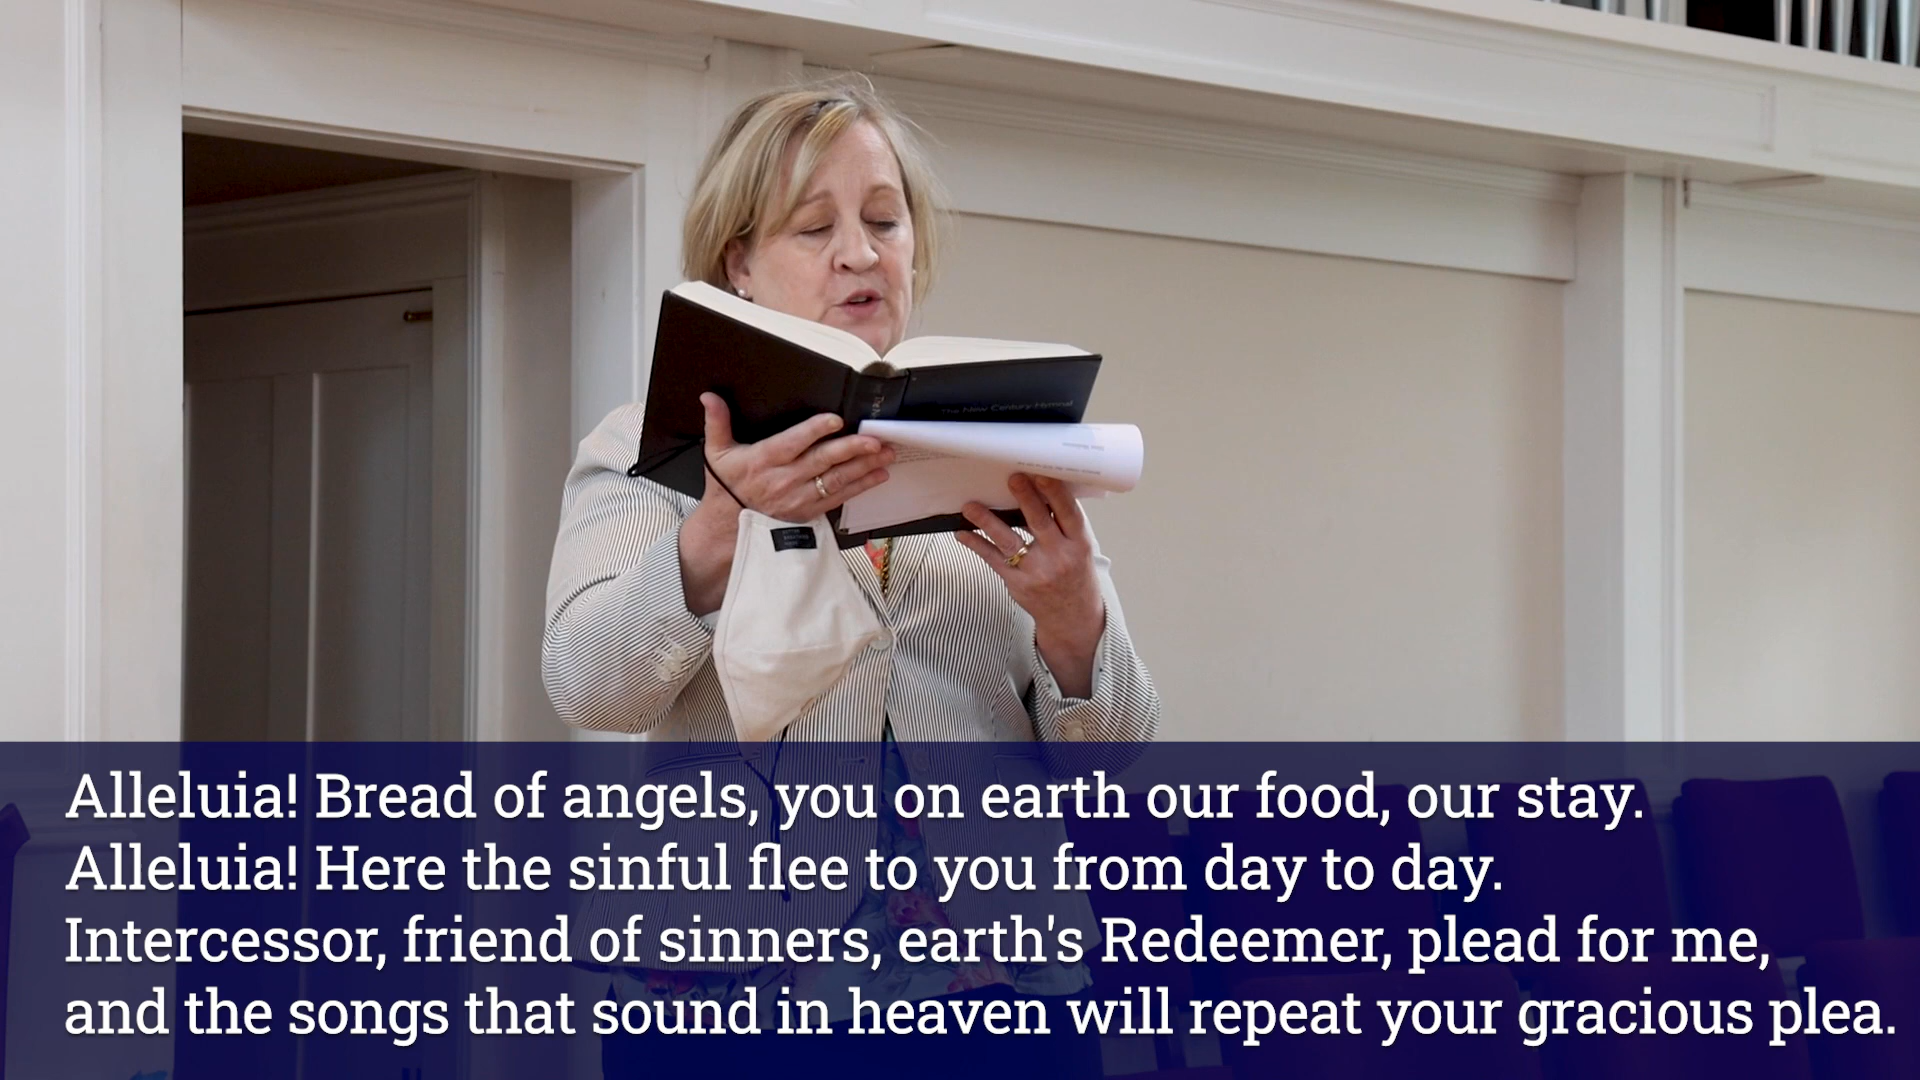 The New Century Hymnal
Alleluia! Bread of angels, you on earth our food, our stay.
Alleluia! Here the sinful flee to you from day to day.
Intercessor, friend of sinners, earth's Redeemer, plead for me,
and the songs that sound in heaven will repeat your gracious plea.